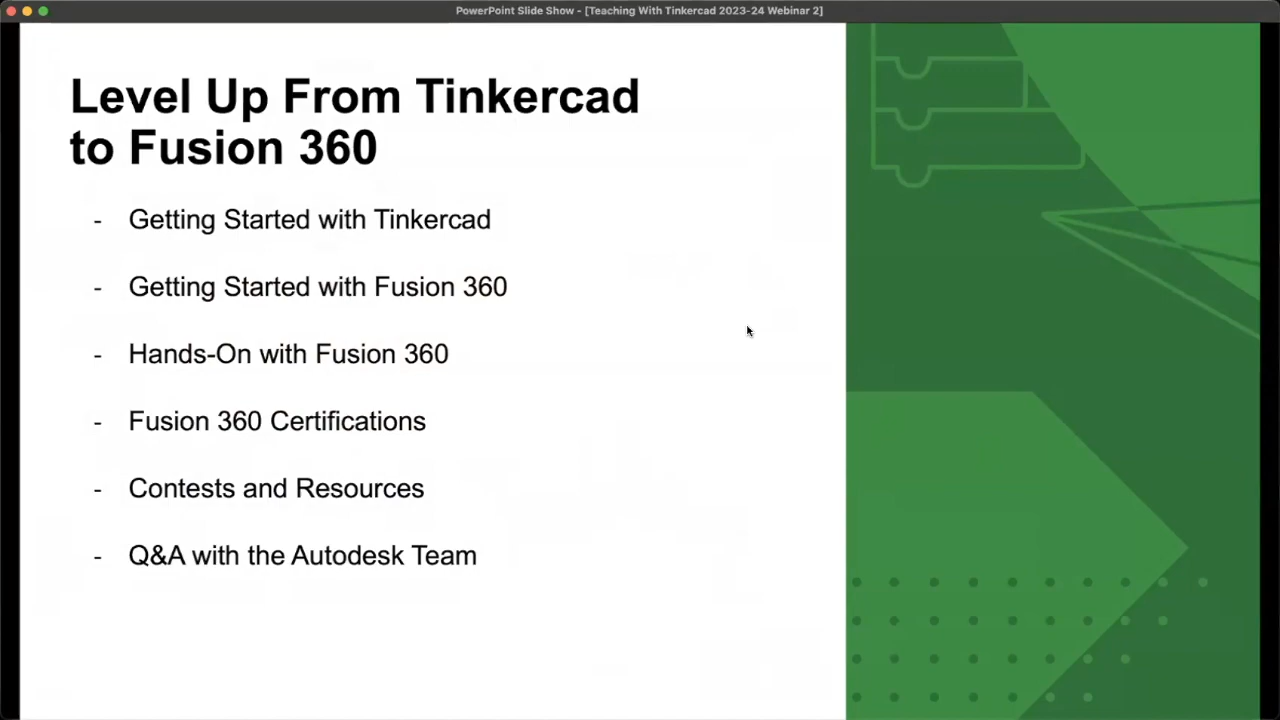 PowerPoint Slide Show - [Teaching With Tinkercad 2023-24 Webinar 2]
Level Up From Tinkercad
to Fusion 360
- Getting Started with Tinkercad
- Getting Started with Fusion 360
- Hands-On with Fusion 360
- Fusion 360 Certifications
- Contests and Resources
- Q&A with the Autodesk Team